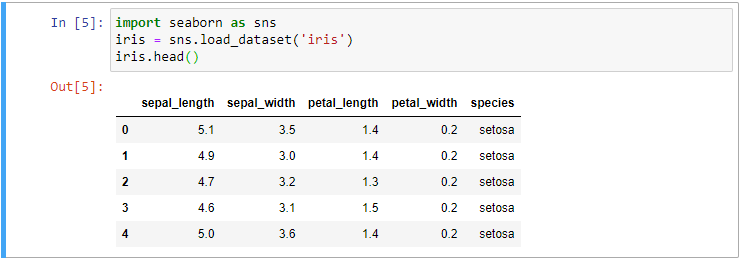 In [5]: import seaborn as sns
iris = sns.load_dataset('iris')
iris.head()
Out[5]:
sepal_length sepal_width petal_length petal_width species
0 5.1 3.5 1.4 0.2 setosa
1 4.9 3.0 1.4 0.2 setosa
2 4.7 3.2 1.3 0.2 setosa
3 4.6 3.1 1.5 0.2 setosa
4 5.0 3.6 1.4 0.2 setosa